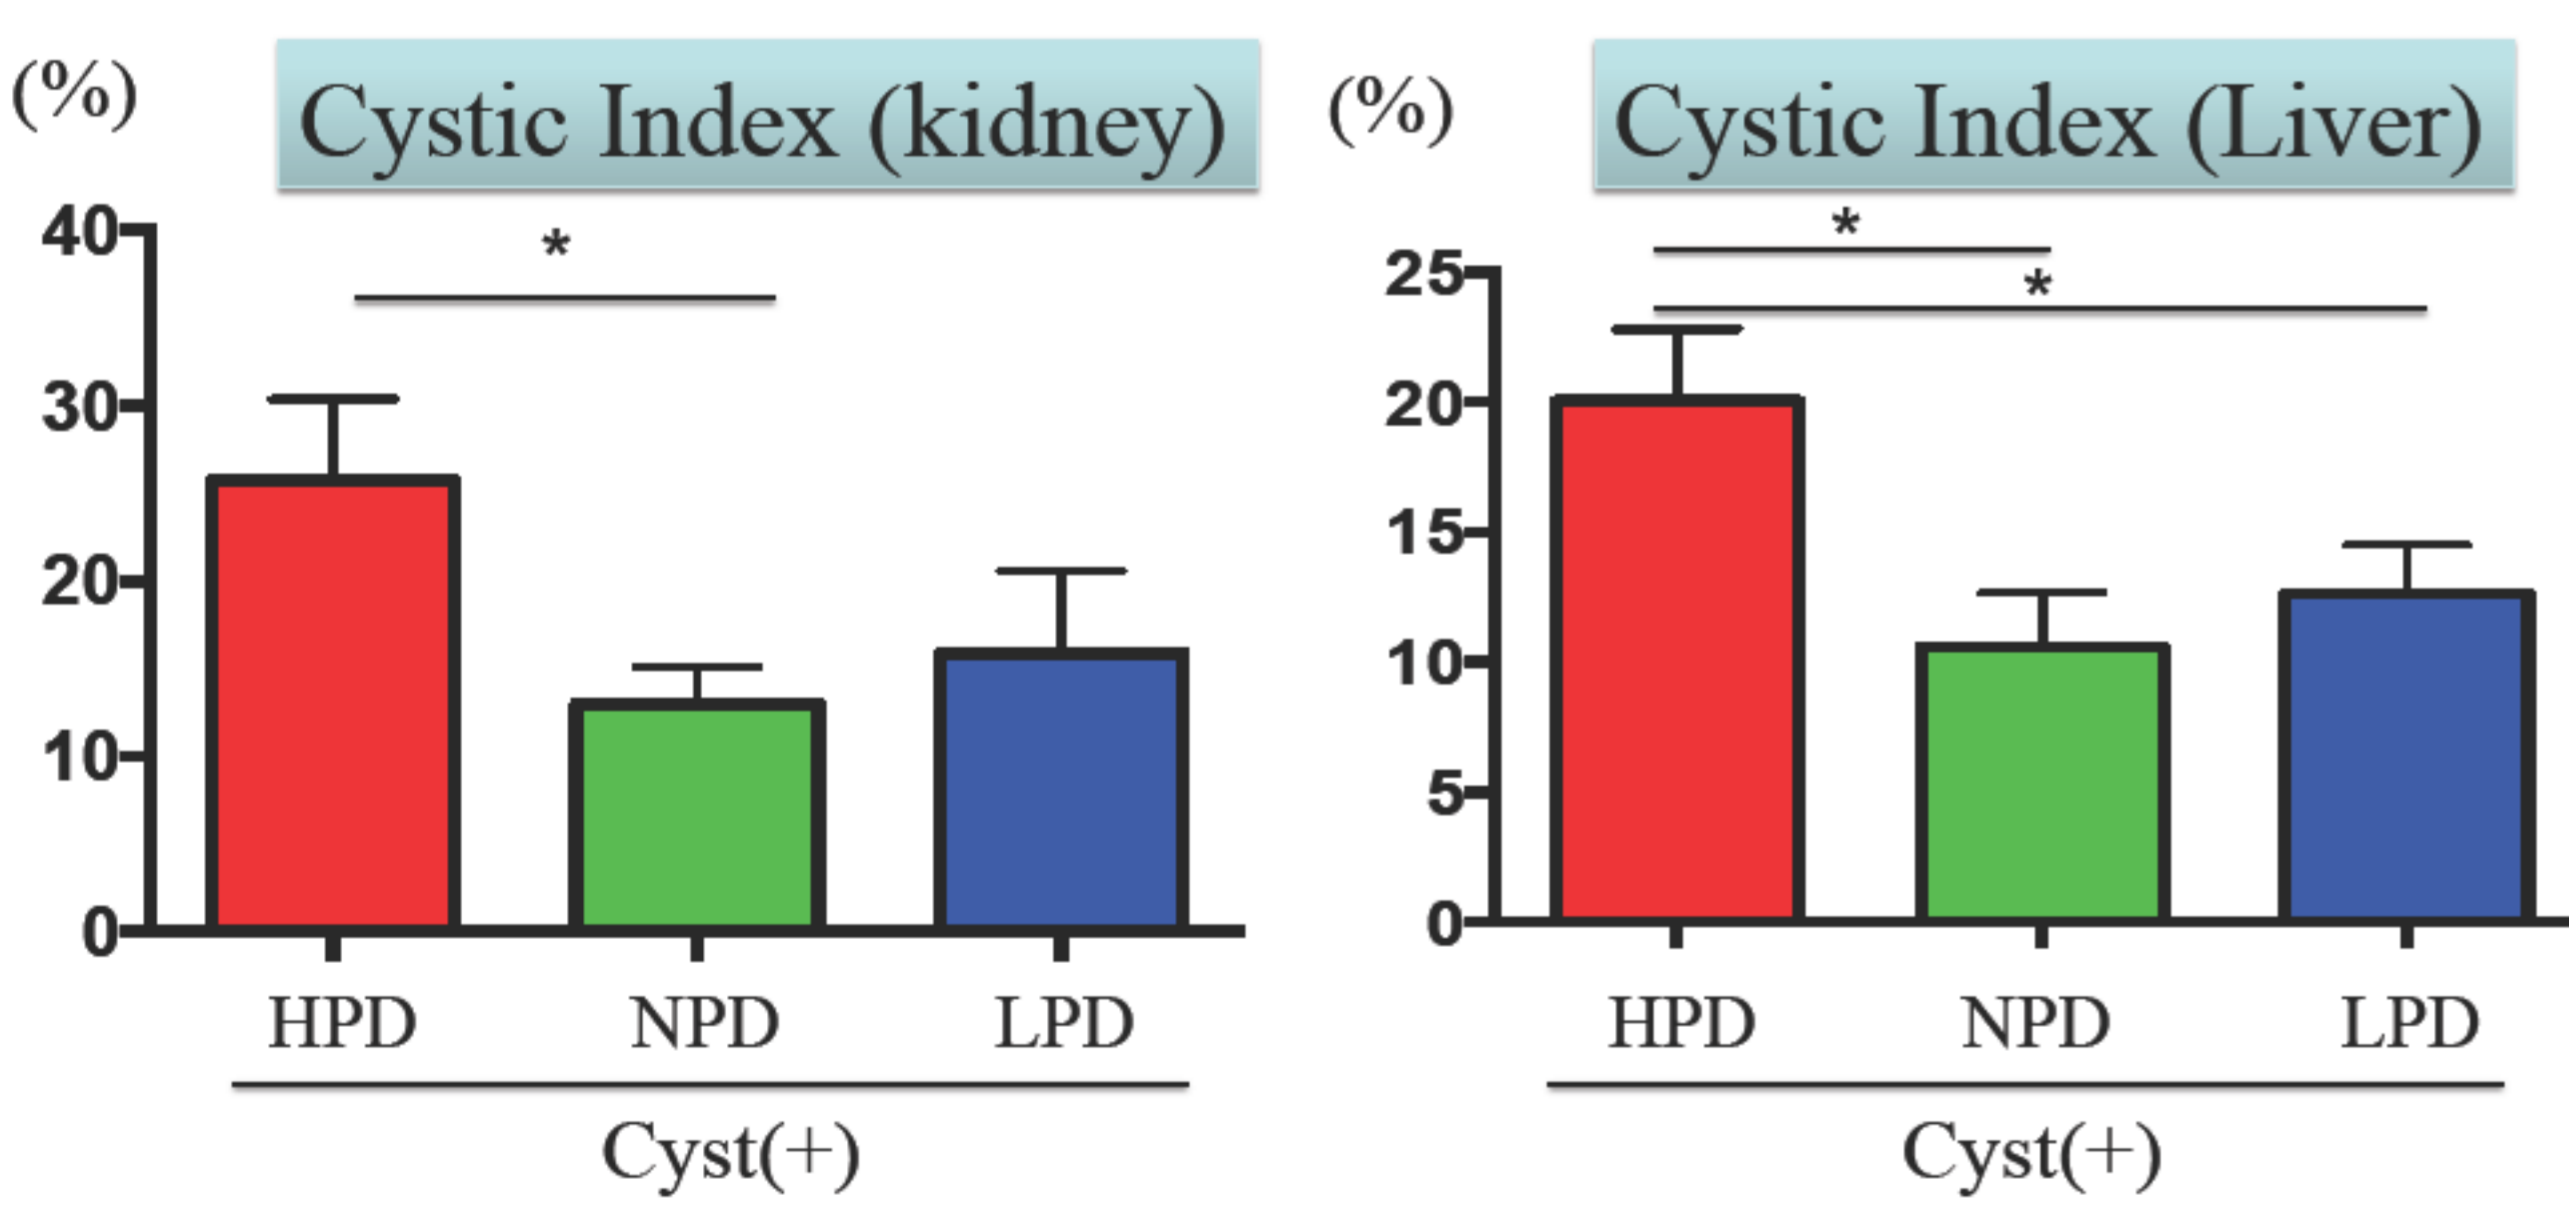 (%)
Cystic Index (kidney)
*
40
30
20
10
0
HPD NPD LPD
Cyst(+)
(%)
Cystic Index (Liver)
*
*
25
20
15
10
5
0
HPD NPD LPD
Cyst(+)